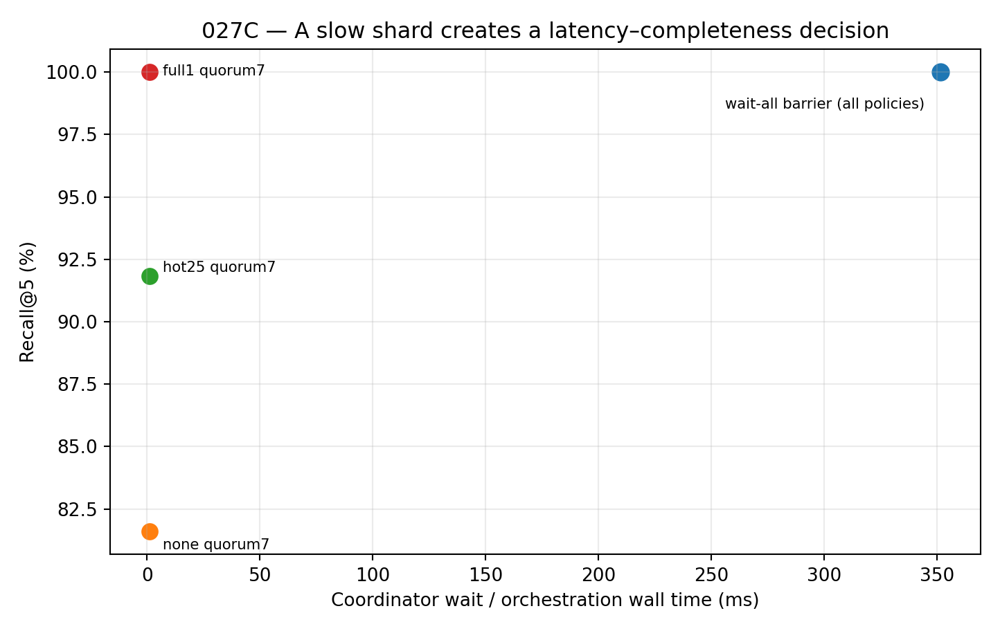 027C — A slow shard creates a latency–completeness decision
100.0
97.5
95.0
92.5
90.0
87.5
85.0
82.5
Recall@5 (%)
full1 quorum7
wait-all barrier (all policies)
hot25 quorum7
none quorum7
0 50 100 150 200 250 300 350
Coordinator wait / orchestration wall time (ms)